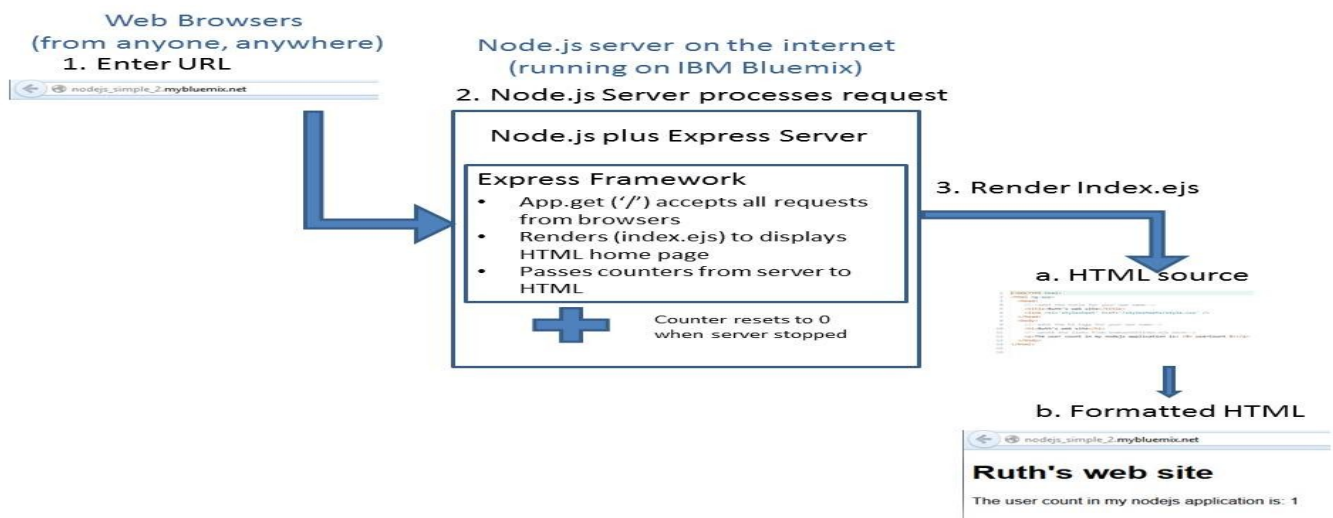 Web Browsers
(from anyone, anywhere)
1. Enter URL
nodejs_simple_2.mybluemix.net
Node.js server on the internet
(running on IBM Bluemix)
2. Node.js Server processes request
Node.js plus Express Server
Express Framework
• App.get (‘/’) accepts all requests
from browsers
• Renders (index.ejs) to displays
HTML home page
• Passes counters from server to
HTML
Counter resets to 0
when server stopped
3. Render Index.ejs
a. HTML source
b. Formatted HTML
nodejs_simple_2.mybluemix.net
Ruth's web site
The user count in my nodejs application is: 1